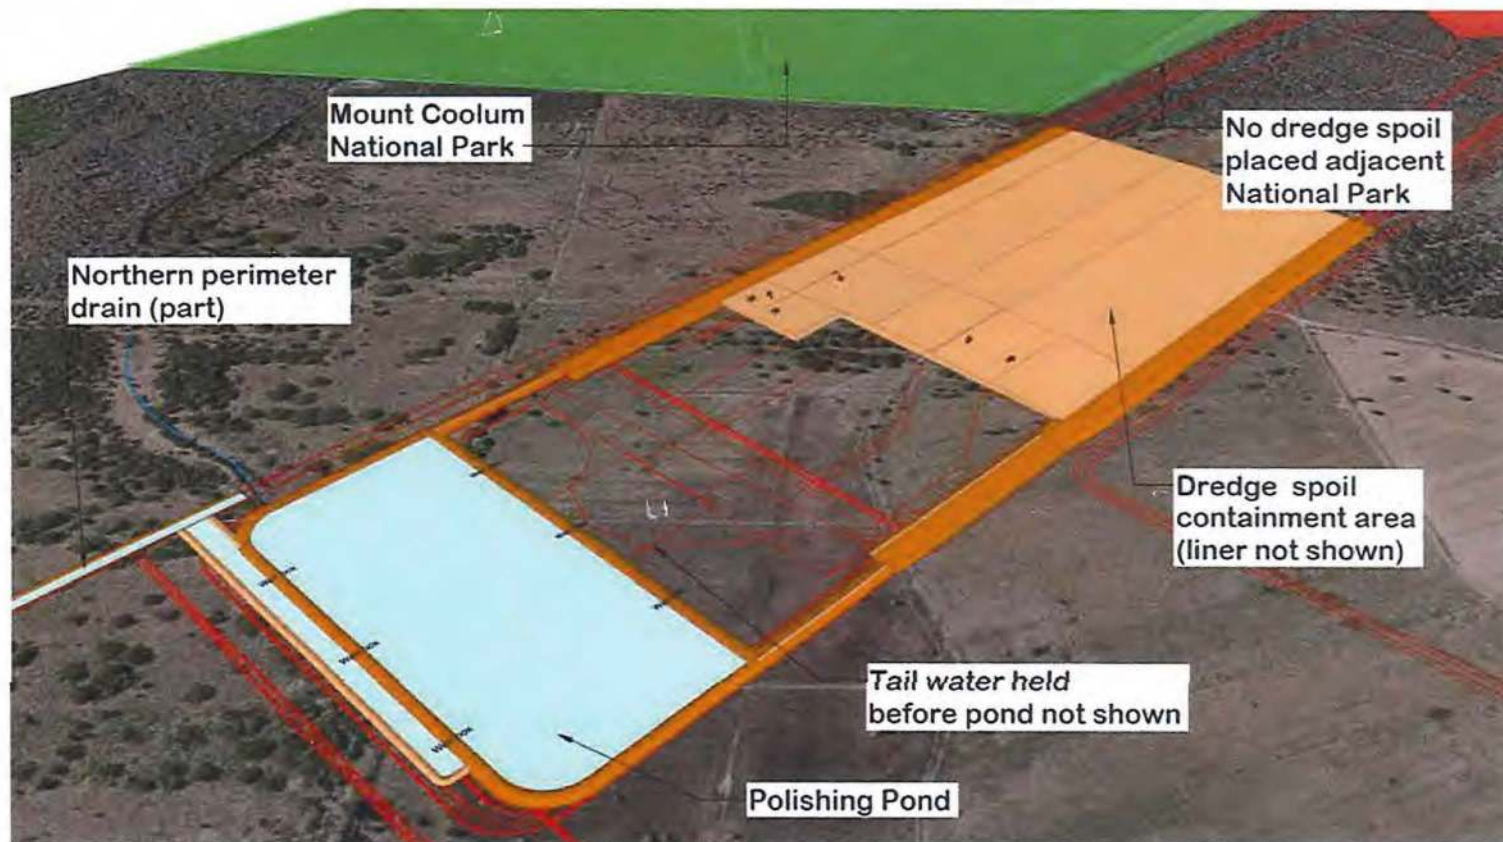 Mount Coolum
National Park
No dredge spoil
placed adjacent
National Park
Northern perimeter
drain (part)
Dredge spoil
containment area
(liner not shown)
Tail water held
before pond not shown
Polishing Pond